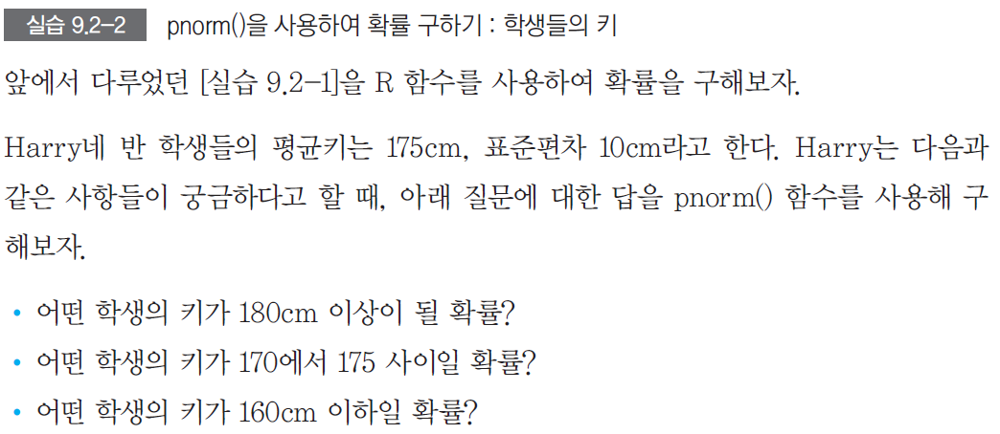 실습 9.2-2 pnorm()을 사용하여 확률 구하기 : 학생들의 키
앞에서 다루었던 [실습 9.2-1]을 R 함수를 사용하여 확률을 구해보자.
Harry네 반 학생들의 평균키는 175cm, 표준편차 10cm라고 한다. Harry는 다음과
같은 사항들이 궁금하다고 할 때, 아래 질문에 대한 답을 pnorm() 함수를 사용해 구
해보자.
• 어떤 학생의 키가 180cm 이상이 될 확률?
• 어떤 학생의 키가 170에서 175 사이일 확률?
• 어떤 학생의 키가 160cm 이하일 확률?